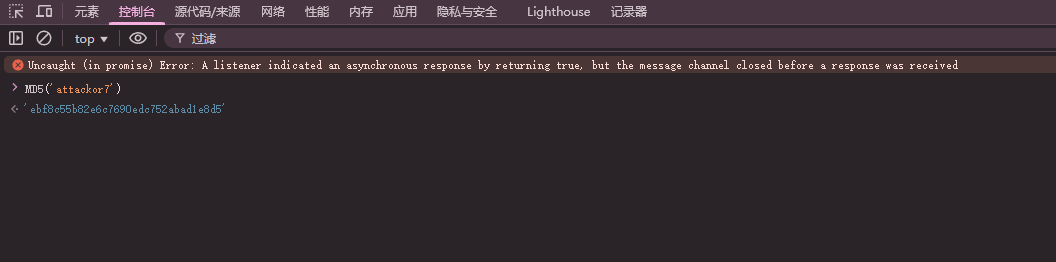 元素 控制台 源代码/来源 网络 性能 内存 应用 隐私与安全 Lighthouse 记录器
top 过滤
Uncaught (in promise) Error: A listener indicated an asynchronous response by returning true, but the message channel closed before a response was received
MD5('attackor7')
'ebf8c55b82e6c7690edc752abad1e8d5'